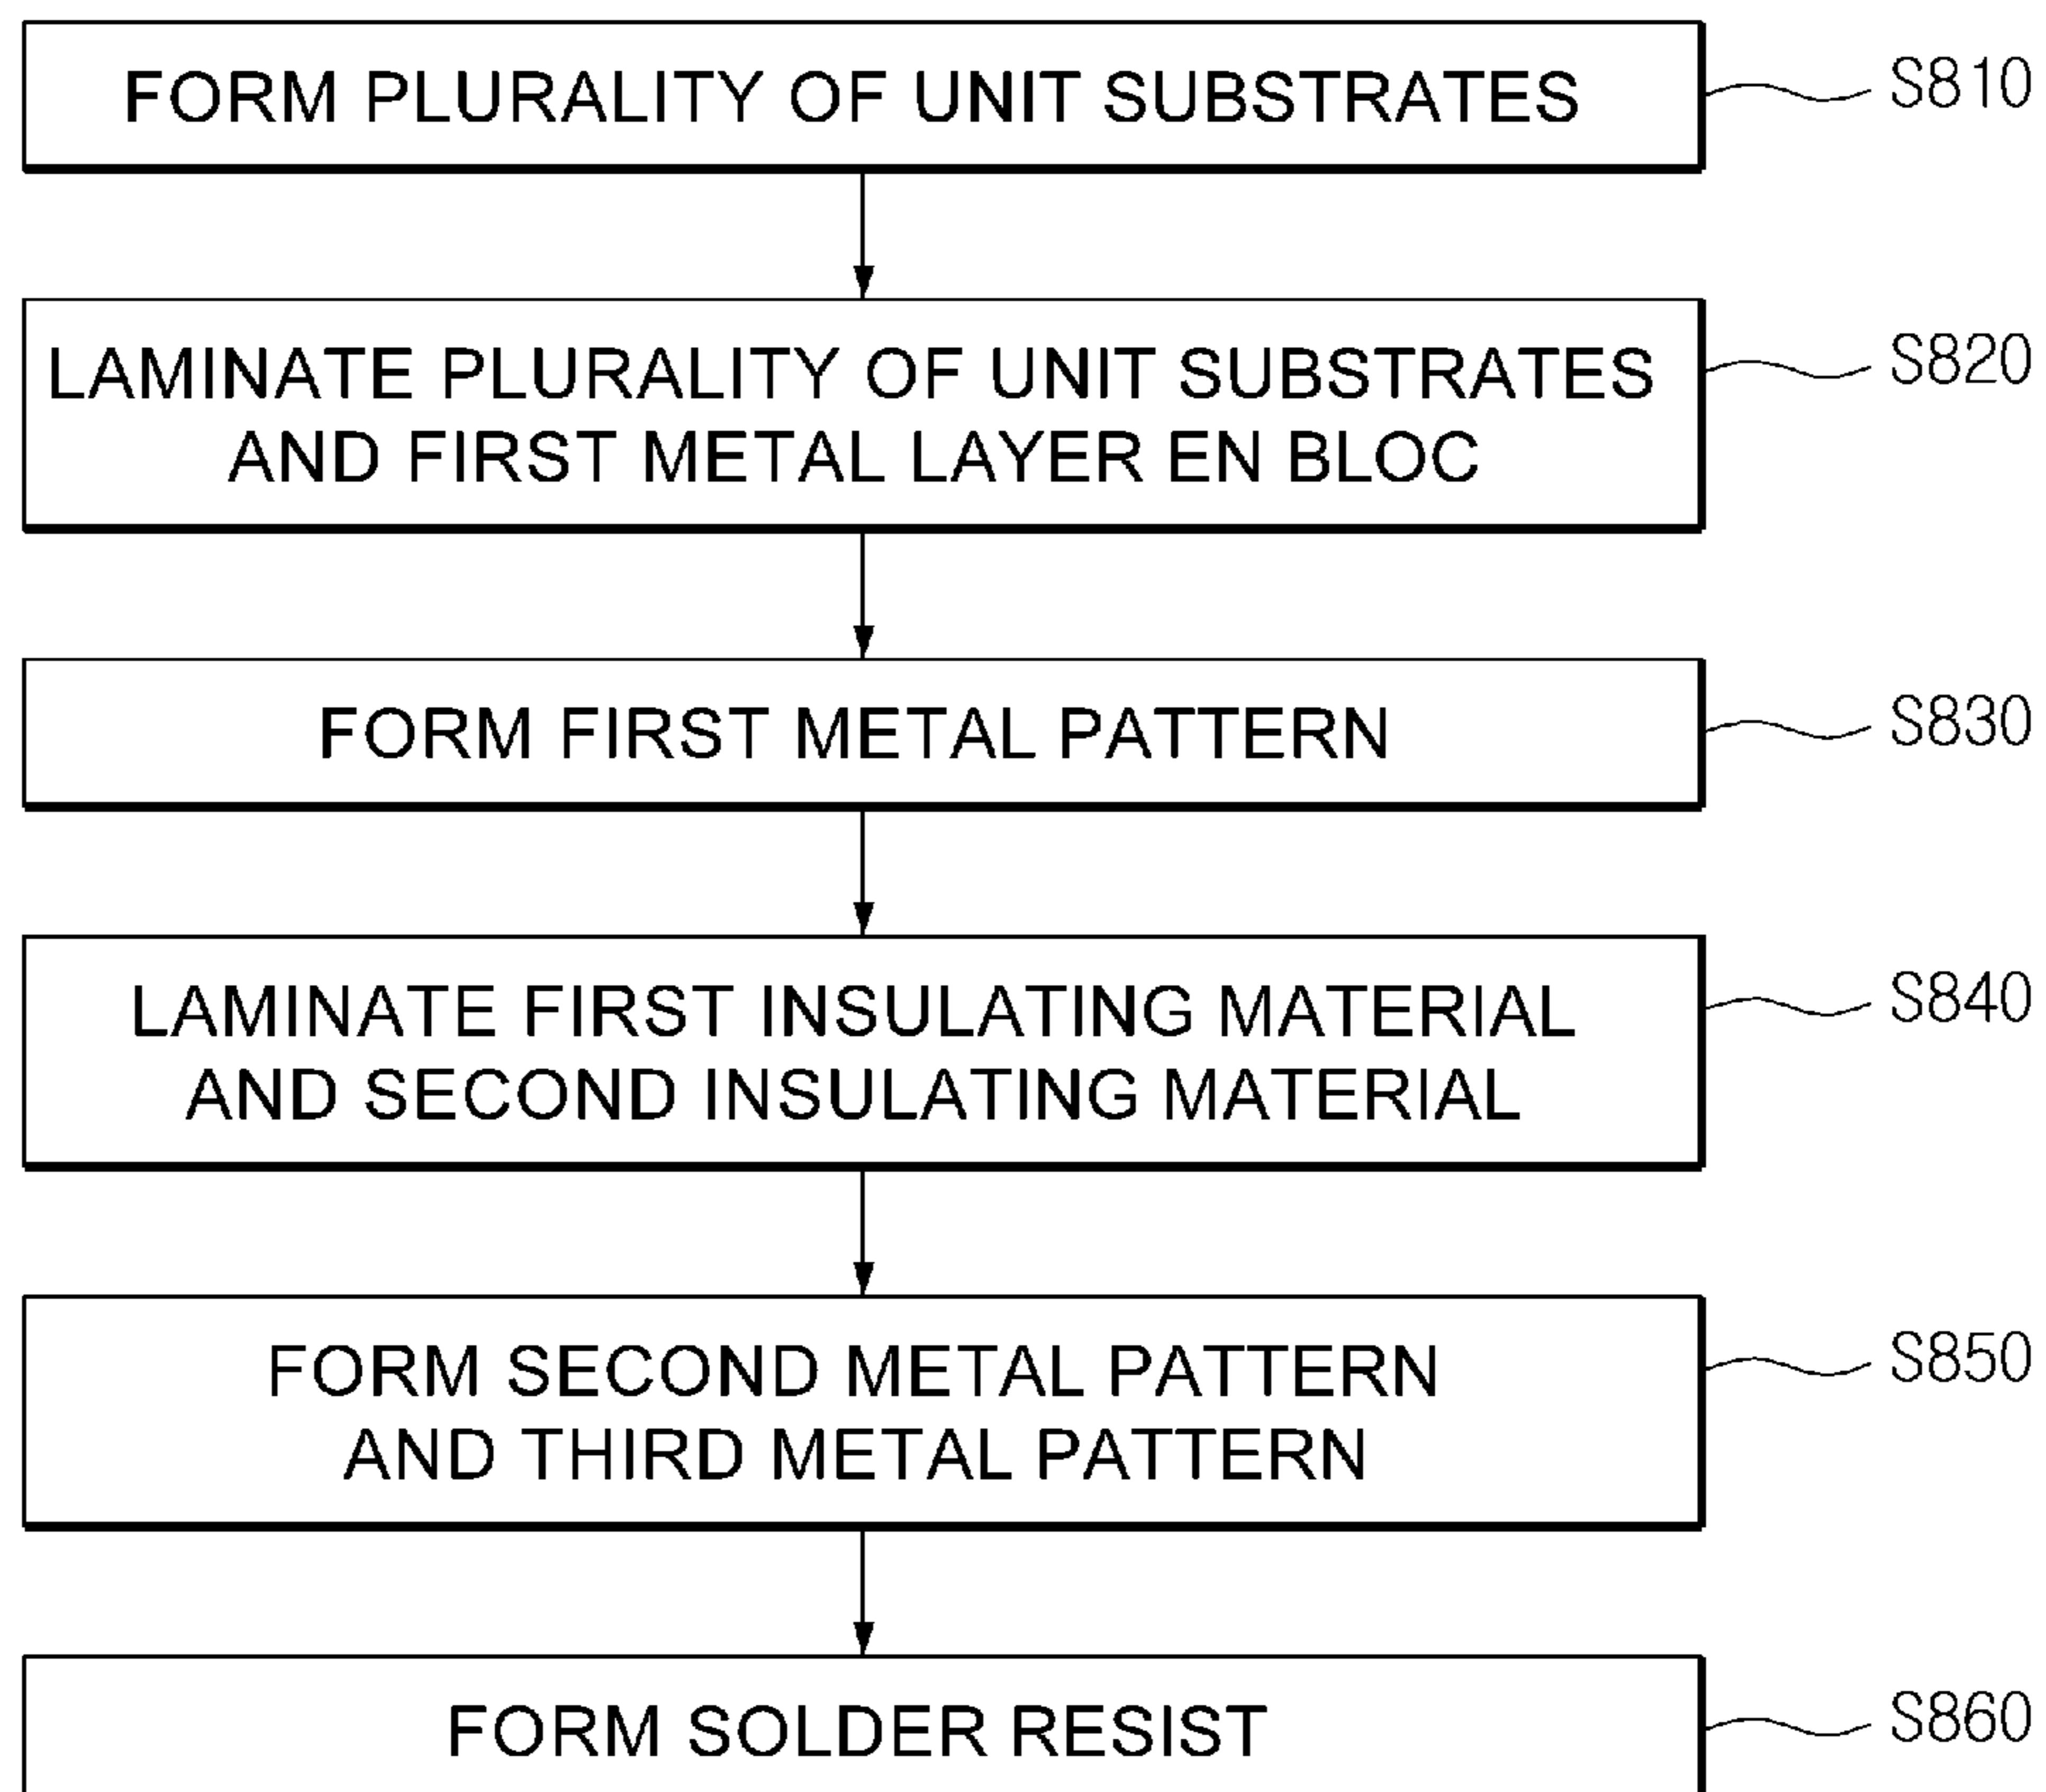 FORM PLURALITY OF UNIT SUBSTRATES
S810
LAMINATE PLURALITY OF UNIT SUBSTRATES
AND FIRST METAL LAYER EN BLOC
S820
FORM FIRST METAL PATTERN
S830
LAMINATE FIRST INSULATING MATERIAL
AND SECOND INSULATING MATERIAL
S840
FORM SECOND METAL PATTERN
AND THIRD METAL PATTERN
S850
FORM SOLDER RESIST
S860